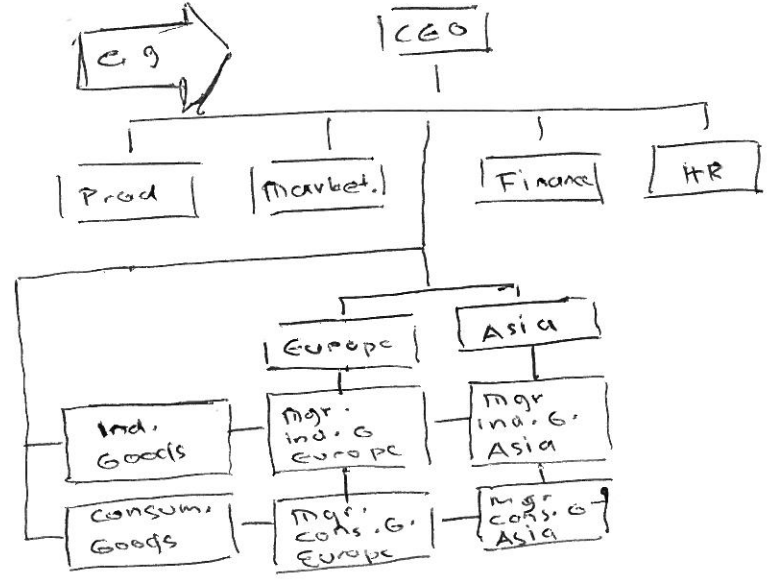 eg
CEO
Prod
Market.
Finance
HR
Europe
Asia
Ind.
Goods
Mgr.
ind. G
Europe
Mgr
ind. G.
Asia
Consum.
Goods
Mgr.
cons. G.
Europe
Mgr.
cons. G
Asia